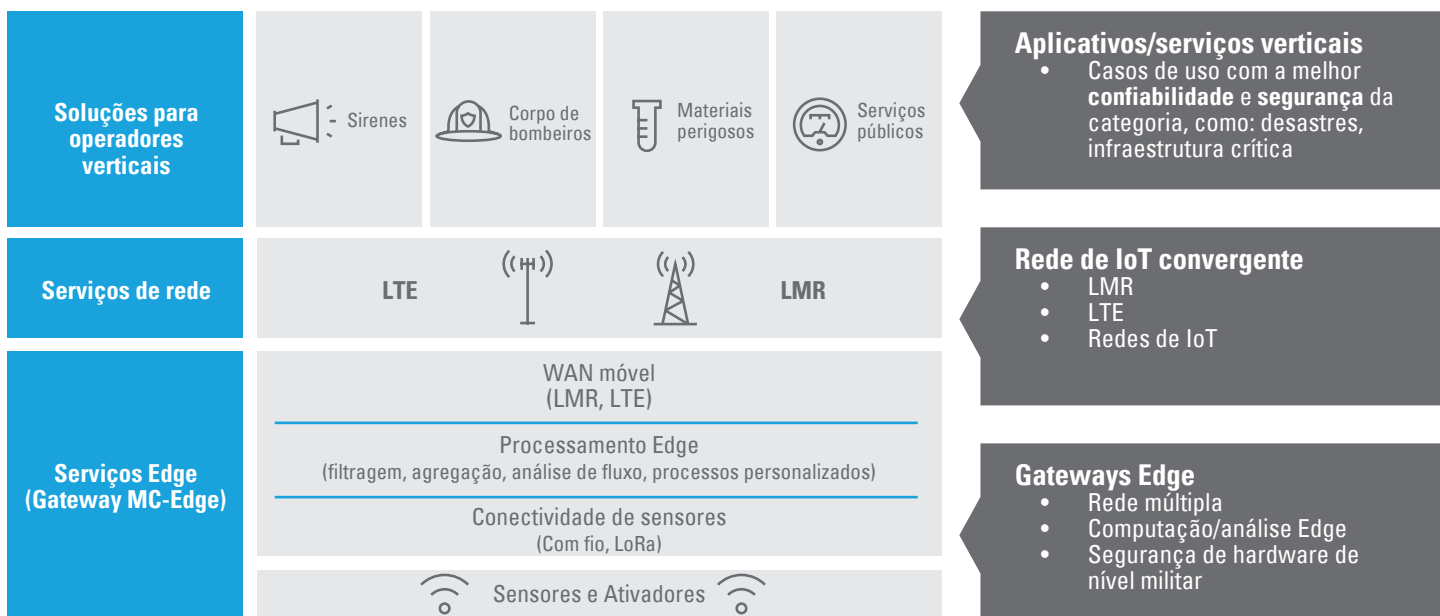 Soluções para
operadores
verticais
Sirenes
Corpo de
bombeiros
Materiais
perigosos
Serviços
públicos
Aplicativos/serviços verticais
• Casos de uso com a melhor
confiabilidade e segurança da
categoria, como: desastres,
infraestrutura crítica
Serviços de rede
LTE
LMR
Rede de IoT convergente
• LMR
• LTE
• Redes de IoT
Serviços Edge
(Gateway MC-Edge)
WAN móvel
(LMR, LTE)
Processamento Edge
(filtragem, agregação, análise de fluxo, processos personalizados)
Conectividade de sensores
(Com fio, LoRa)
Sensores e Ativadores
Gateways Edge
• Rede múltipla
• Computação/análise Edge
• Segurança de hardware de
nível militar